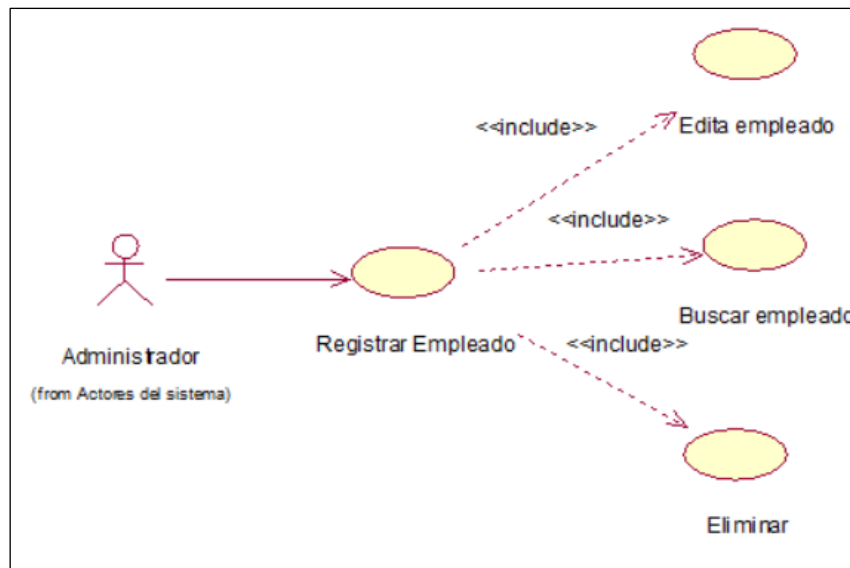 <<include>>
Edita empleado
<<include>>
Buscar empleado
Registrar Empleado
<<include>>
Administrador
(from Actores del sistema)
Eliminar